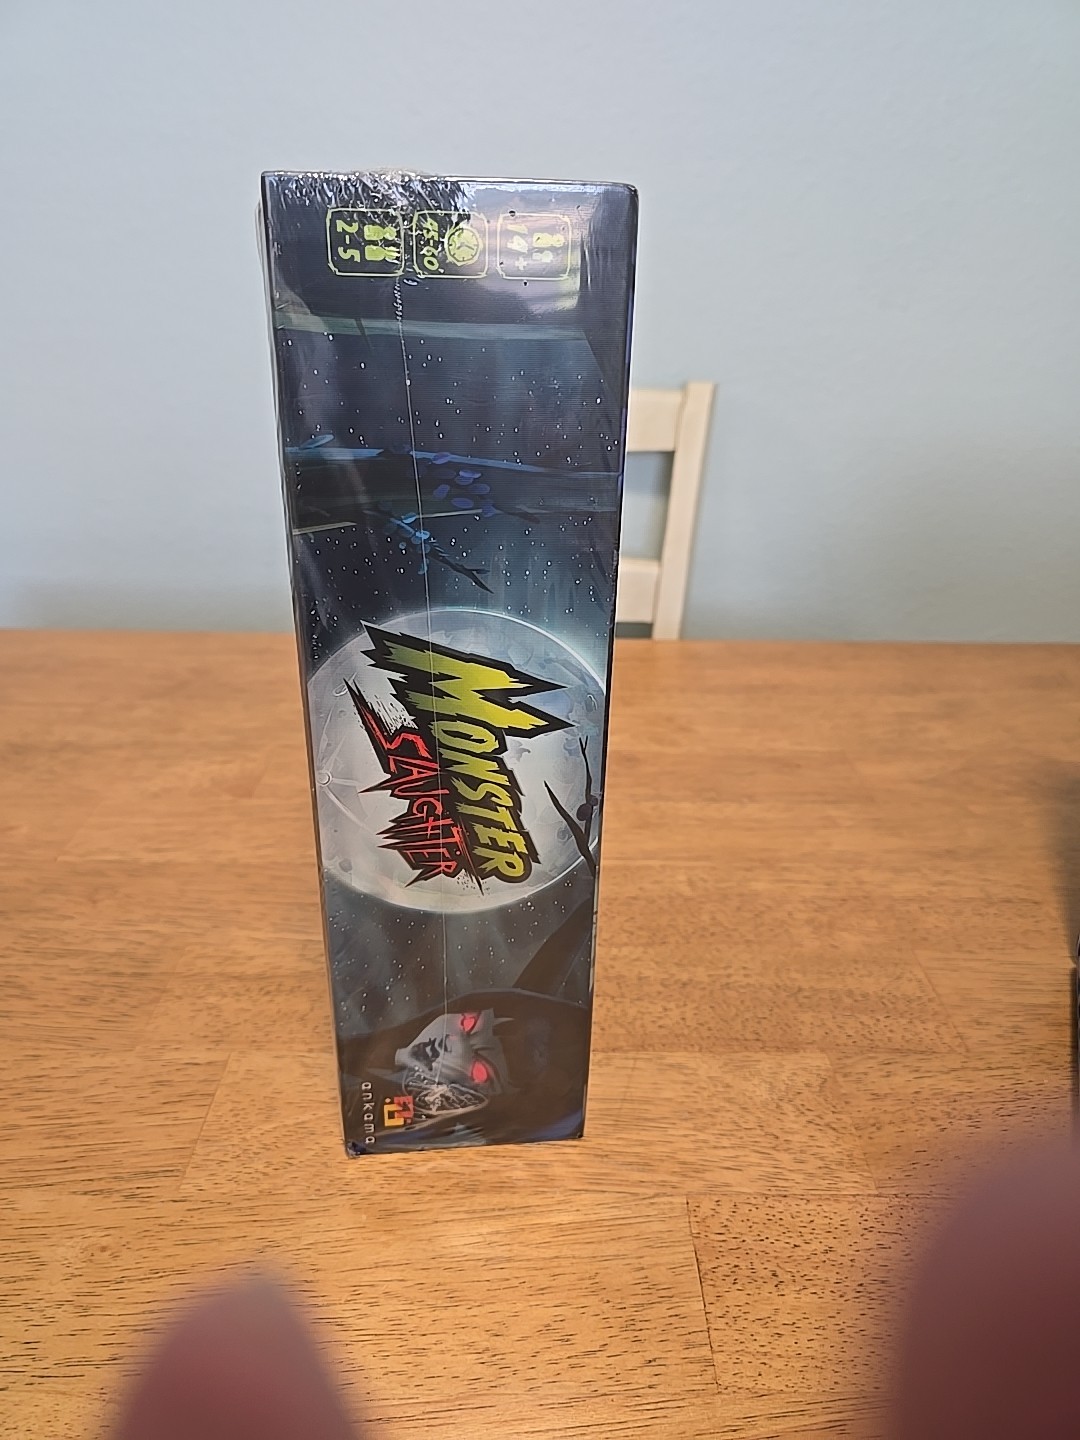 2-5
45-60'
14+
MONSTER
SLAUGHTER
ankama